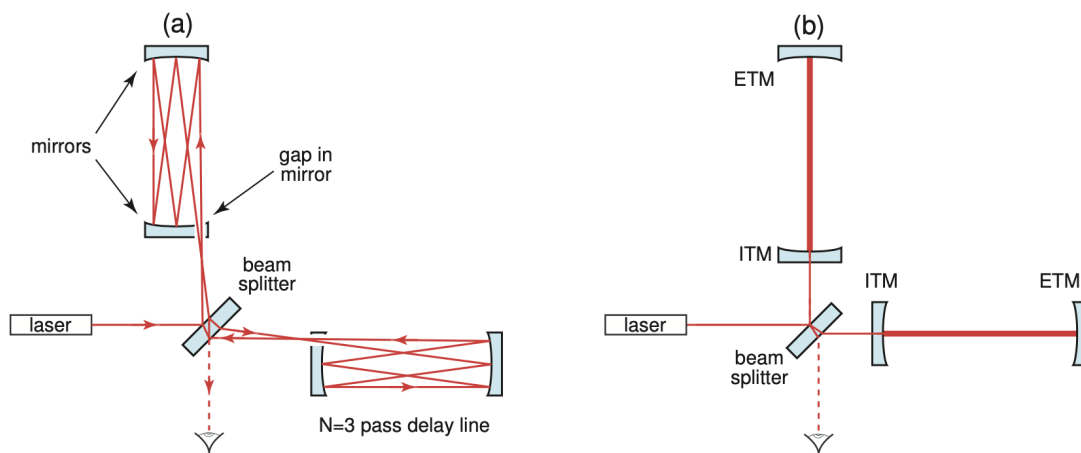 (a)
mirrors
gap in
mirror
beam
splitter
laser
N=3 pass delay line
(b)
ETM
ITM
ITM
ETM
laser
beam
splitter